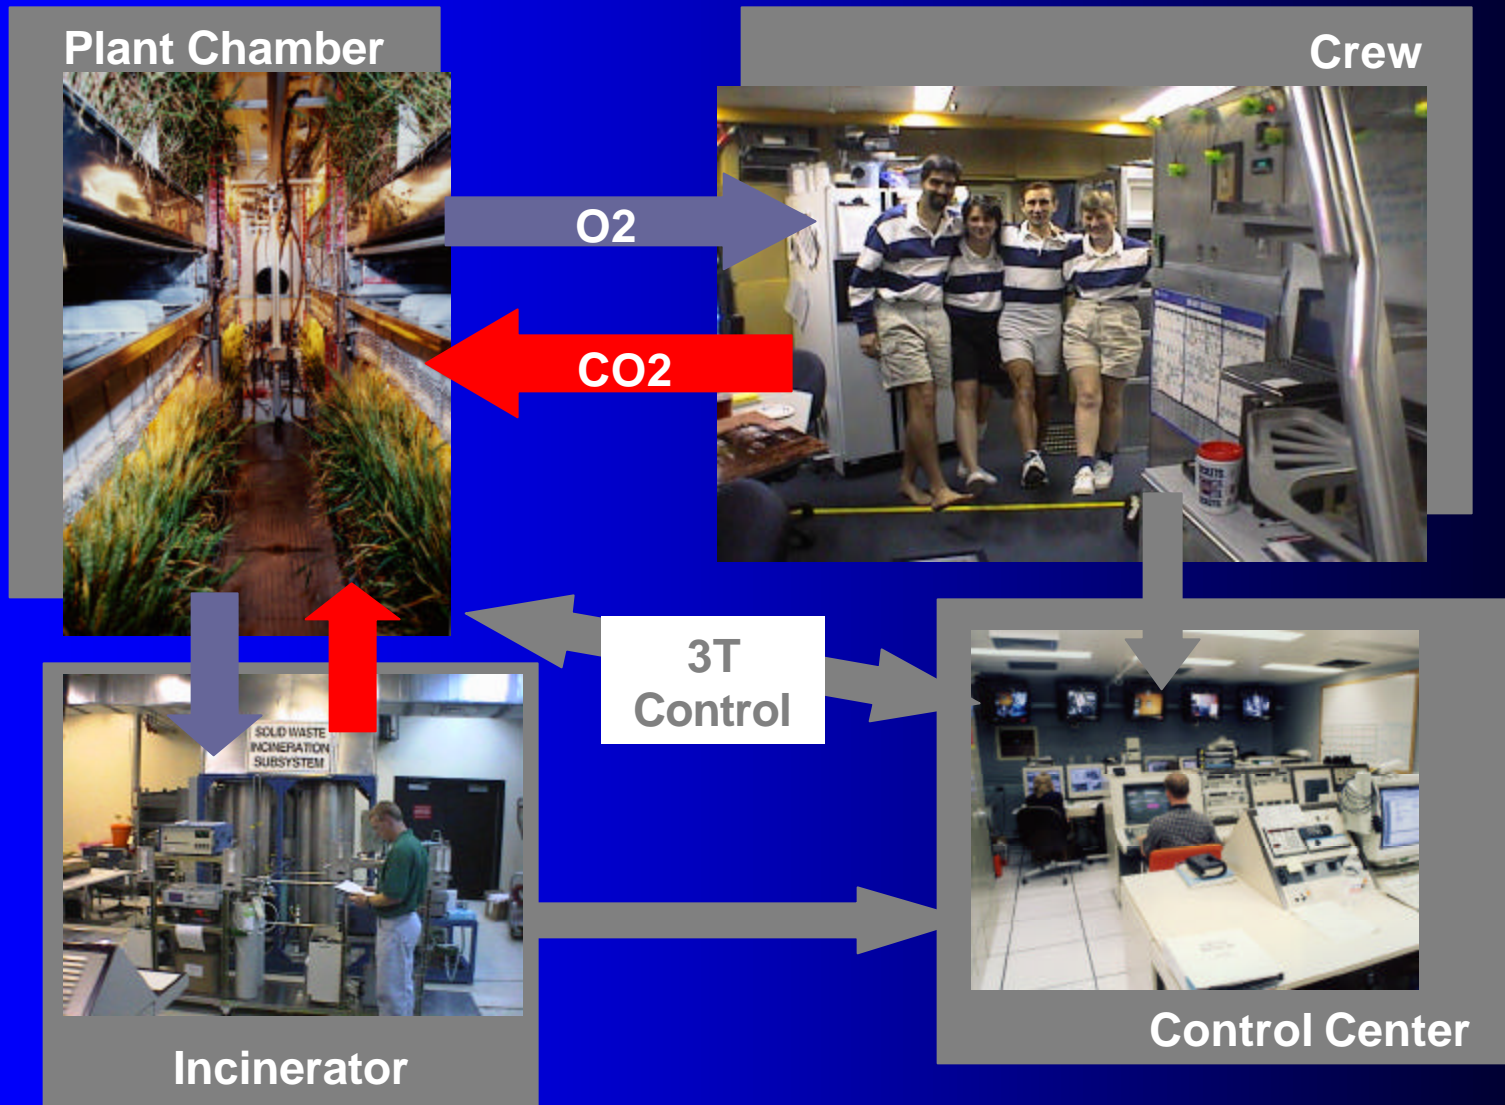 Plant Chamber
Crew
O2
CO2
3T
Control
SOLID WASTE
INCINERATION
SUBSYSTEM
Control Center
Incinerator